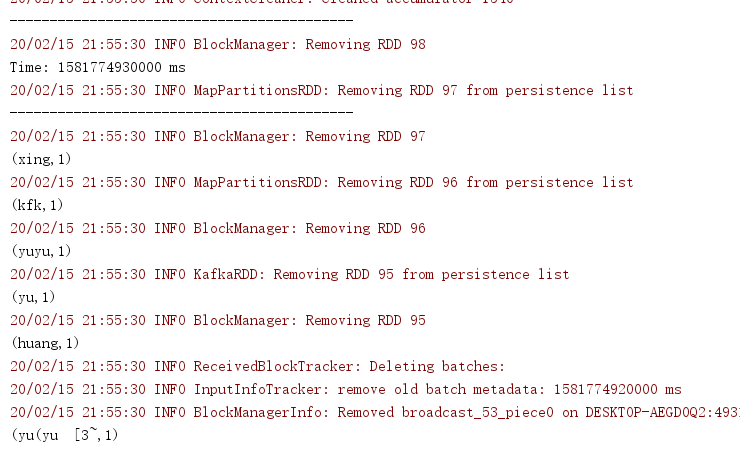 20/02/15 21:55:30 INFO ContextCleaner: Cleaned accumulator 1340
-------------------------------------------
20/02/15 21:55:30 INFO BlockManager: Removing RDD 98
Time: 1581774930000 ms
20/02/15 21:55:30 INFO MapPartitionsRDD: Removing RDD 97 from persistence list
-------------------------------------------
20/02/15 21:55:30 INFO BlockManager: Removing RDD 97
(xing,1)
20/02/15 21:55:30 INFO MapPartitionsRDD: Removing RDD 96 from persistence list
(kfk,1)
20/02/15 21:55:30 INFO BlockManager: Removing RDD 96
(yuyu,1)
20/02/15 21:55:30 INFO KafkaRDD: Removing RDD 95 from persistence list
(yu,1)
20/02/15 21:55:30 INFO BlockManager: Removing RDD 95
(huang,1)
20/02/15 21:55:30 INFO ReceivedBlockTracker: Deleting batches:
20/02/15 21:55:30 INFO InputInfoTracker: remove old batch metadata: 1581774920000 ms
20/02/15 21:55:30 INFO BlockManagerInfo: Removed broadcast_53_piece0 on DESKTOP-AEGD0Q2:493
(yu(yu  [3~,1)